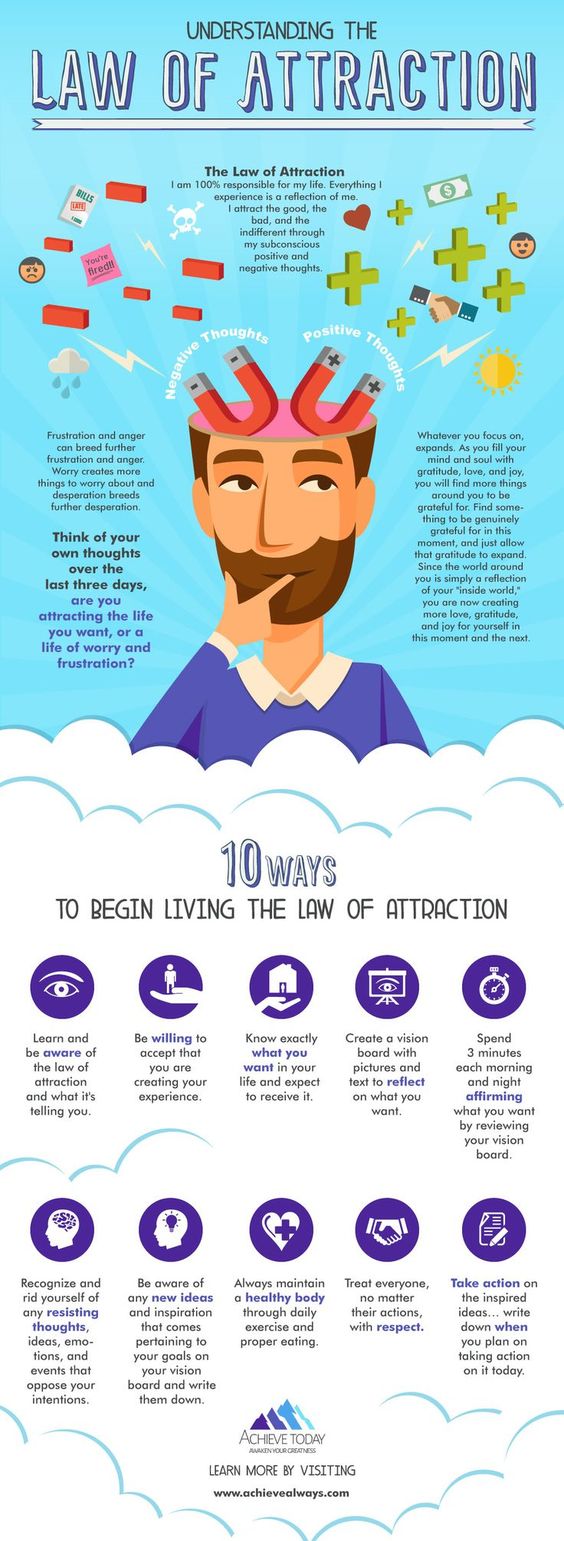 UNDERSTANDING THE
LAW OF ATTRACTION
The Law of Attraction
I am 100% responsible for my life. Everything I
experience is a reflection of me.
I attract the good, the
bad, and the
indifferent through
my subconscious
positive and
negative thoughts.
BILLS
LATE
1 000
You're
fired!!
$
Negative Thoughts
Positive Thoughts
Frustration and anger
can breed further
frustration and anger.
Worry creates more
things to worry about and
desperation breeds
further desperation.
Think of your
own thoughts
over the
last three days,
are you
attracting the life
you want, or a
life of worry and
frustration?
Whatever you focus on,
expands. As you fill your
mind and soul with
gratitude, love, and joy,
you will find more things
around you to be
grateful for. Find some-
thing to be genuinely
grateful for in this
moment, and just allow
that gratitude to expand.
Since the world around
you is simply a reflection
of your "inside world,"
you are now creating
more love, gratitude,
and joy for yourself in
this moment and the next.
10 WAYS
TO BEGIN LIVING THE LAW OF ATTRACTION
Learn and
be aware of
the law of
attraction
and what it's
telling you.
Be willing to
accept that
you are
creating your
experience.
Know exactly
what you
want in your
life and expect
to receive it.
Create a vision
board with
pictures and
text to reflect
on what you
want.
Spend
3 minutes
each morning
and night
affirming
what you want
by reviewing
your vision
board.
Recognize and
rid yourself of
any resisting
thoughts,
ideas, emo-
tions, and
events that
oppose your
intentions.
Be aware of
any new ideas
and inspiration
that comes
pertaining to
your goals on
your vision
board and write
them down.
Always maintain
a healthy body
through daily
exercise and
proper eating.
Treat everyone,
no matter
their actions,
with respect.
Take action on
the inspired
ideas... write
down when
you plan on
taking action
on it today.
ACHIEVE TODAY
AWAKEN YOUR GREATNESS
LEARN MORE BY VISITING
www.achievealways.com